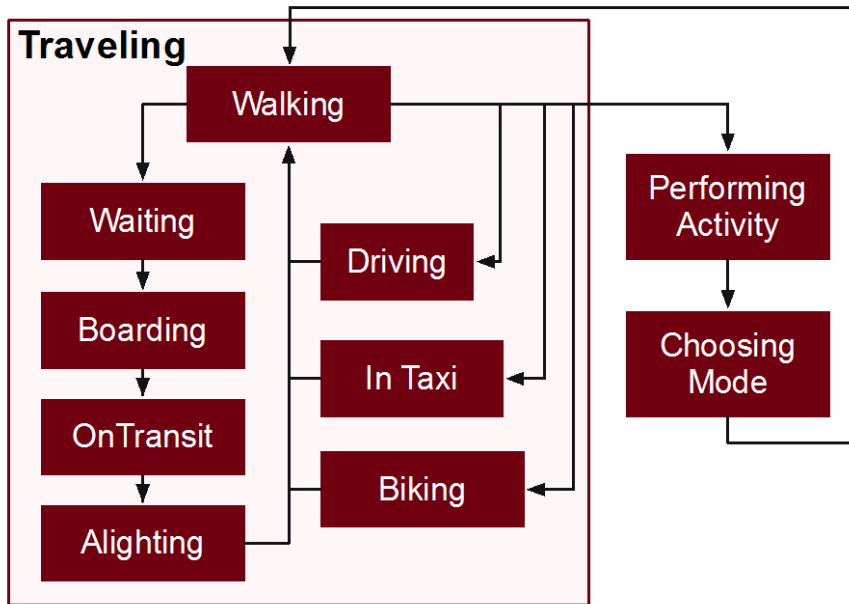 Traveling
Walking
Waiting
Boarding
OnTransit
Alighting
Driving
In Taxi
Biking
Performing
Activity
Choosing
Mode